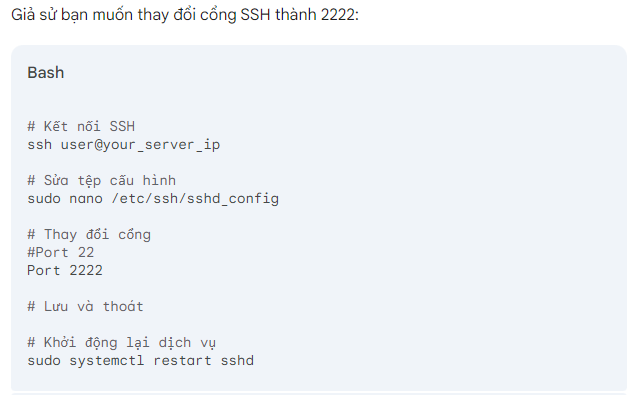 Giả sử bạn muốn thay đổi cổng SSH thành 2222:
Bash
# Kết nối SSH
ssh user@your_server_ip
# Sửa tệp cấu hình
sudo nano /etc/ssh/sshd_config
# Thay đổi cổng
#Port 22
Port 2222
# Lưu và thoát
# Khởi động lại dịch vụ
sudo systemctl restart sshd